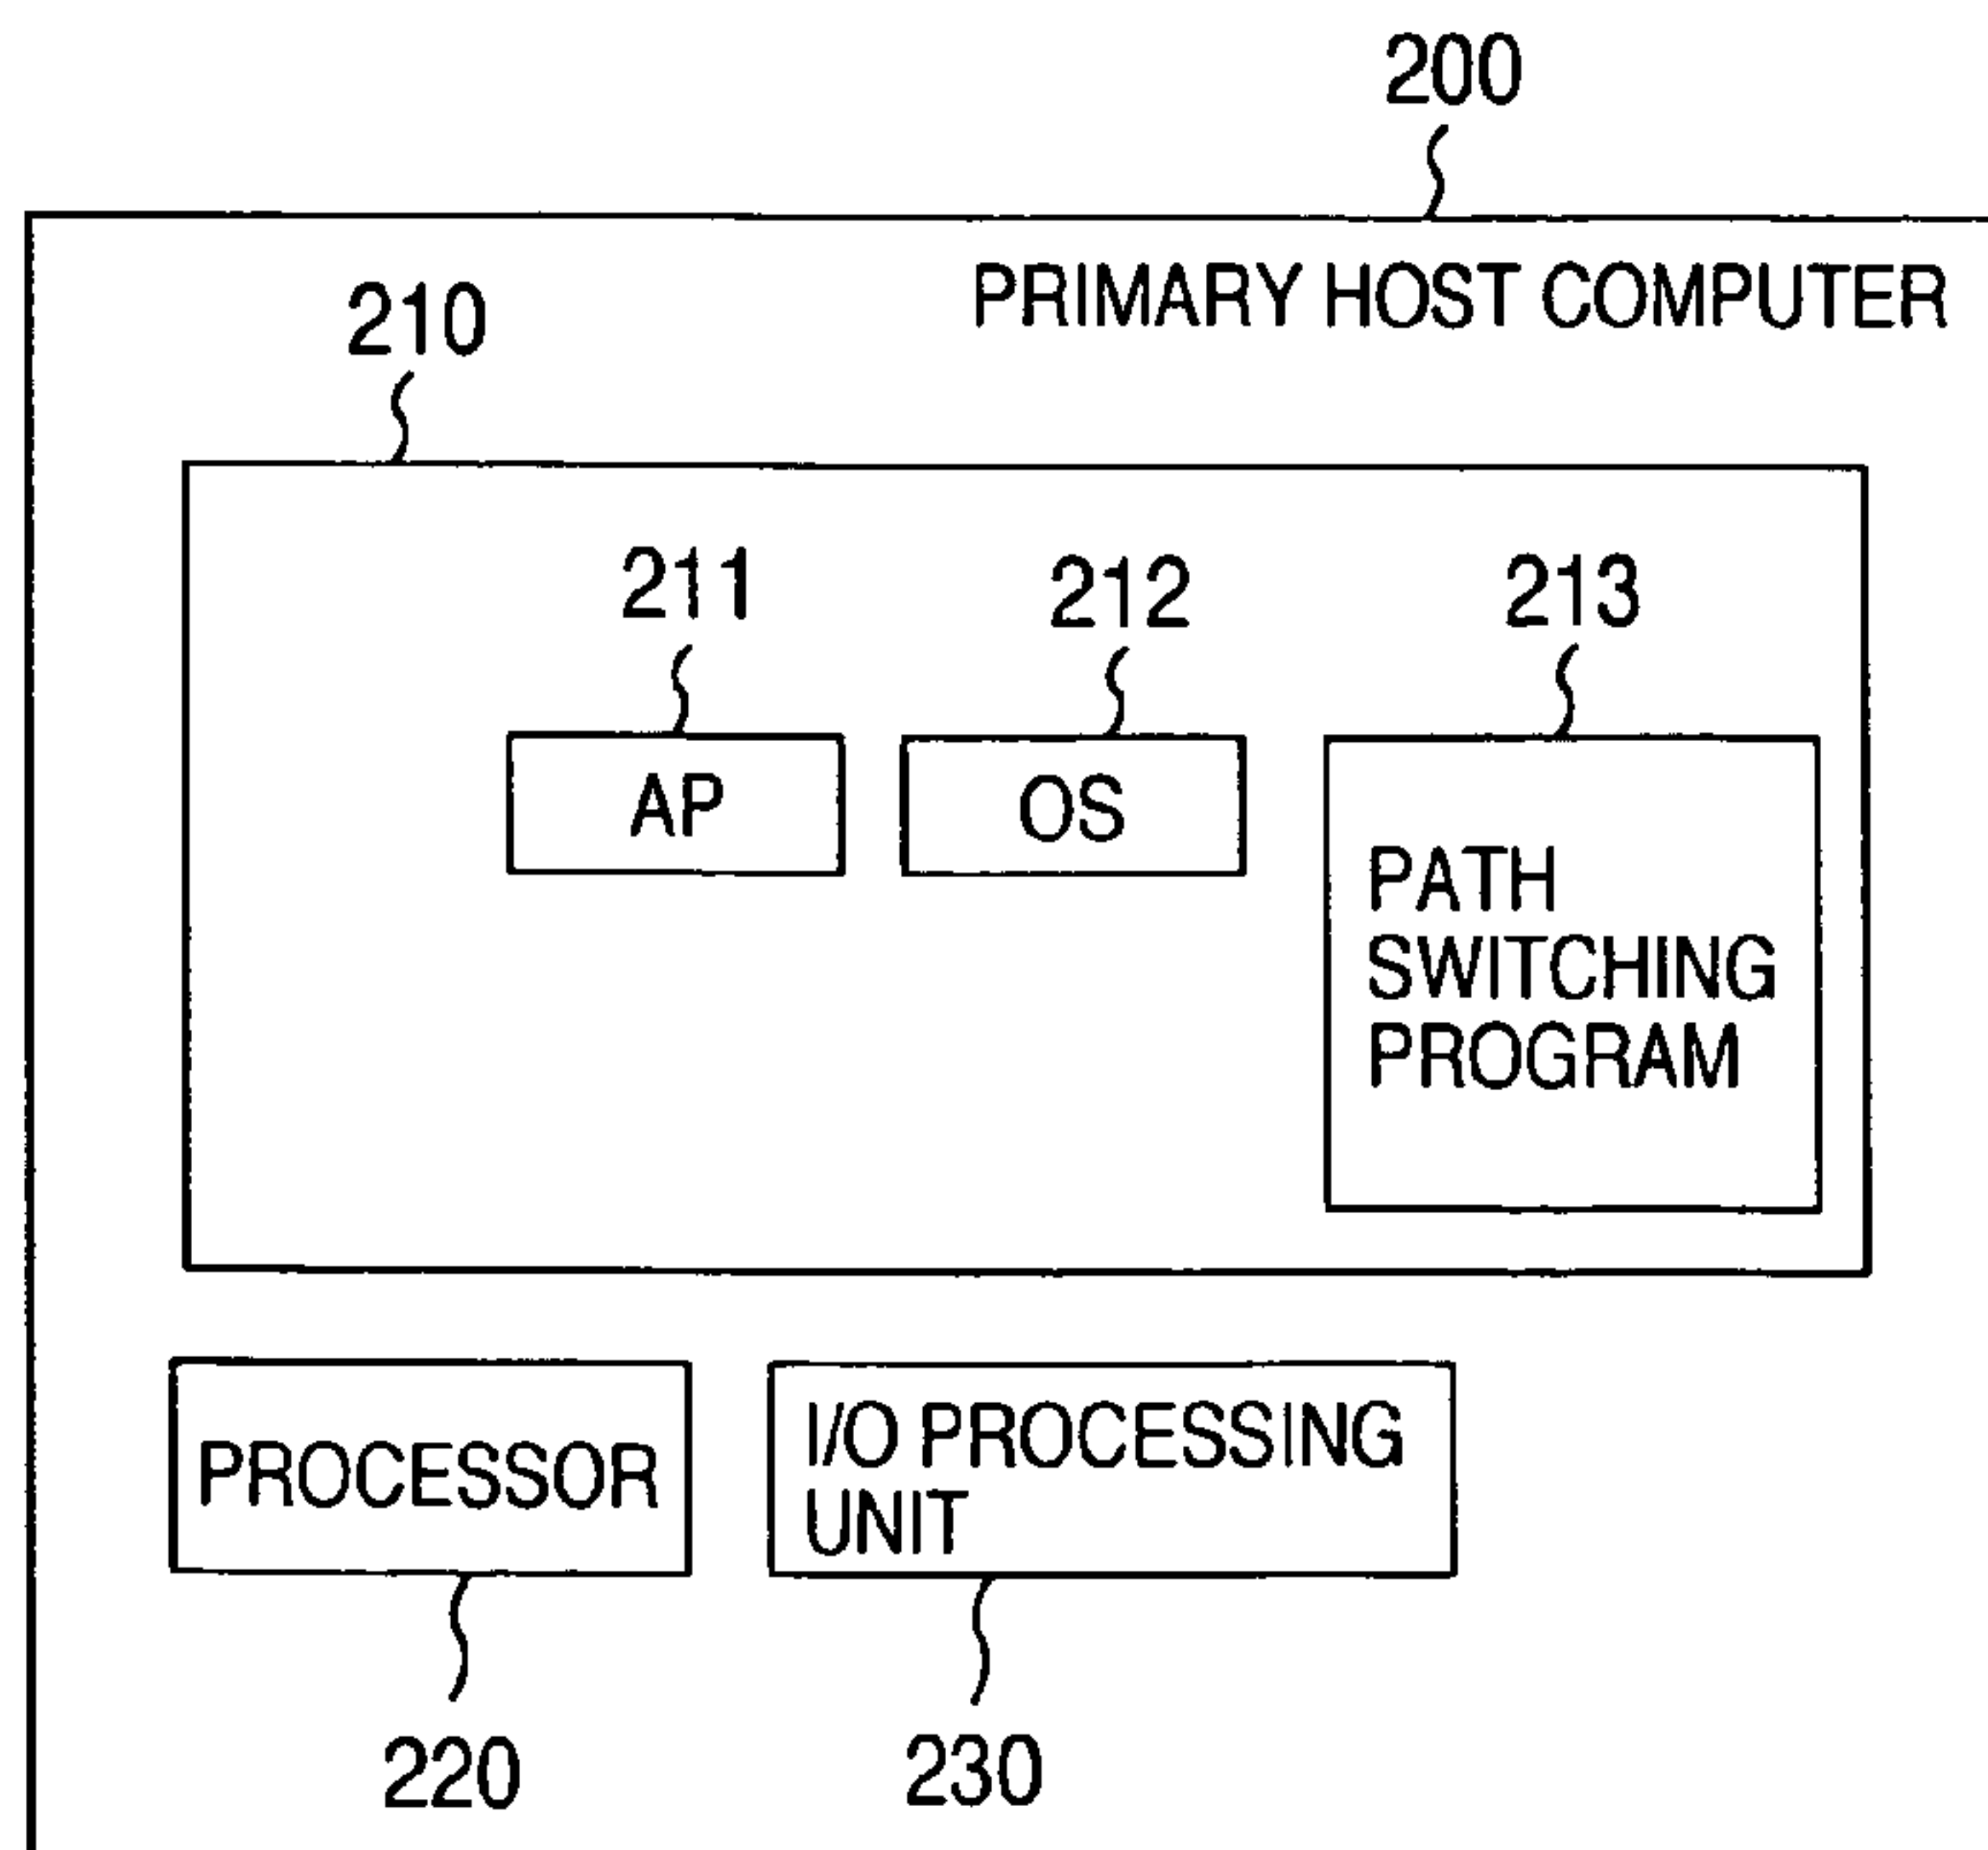 200
PRIMARY HOST COMPUTER
210
211
212
213
AP
OS
PATH
SWITCHING
PROGRAM
PROCESSOR
I/O PROCESSING
UNIT
220
230